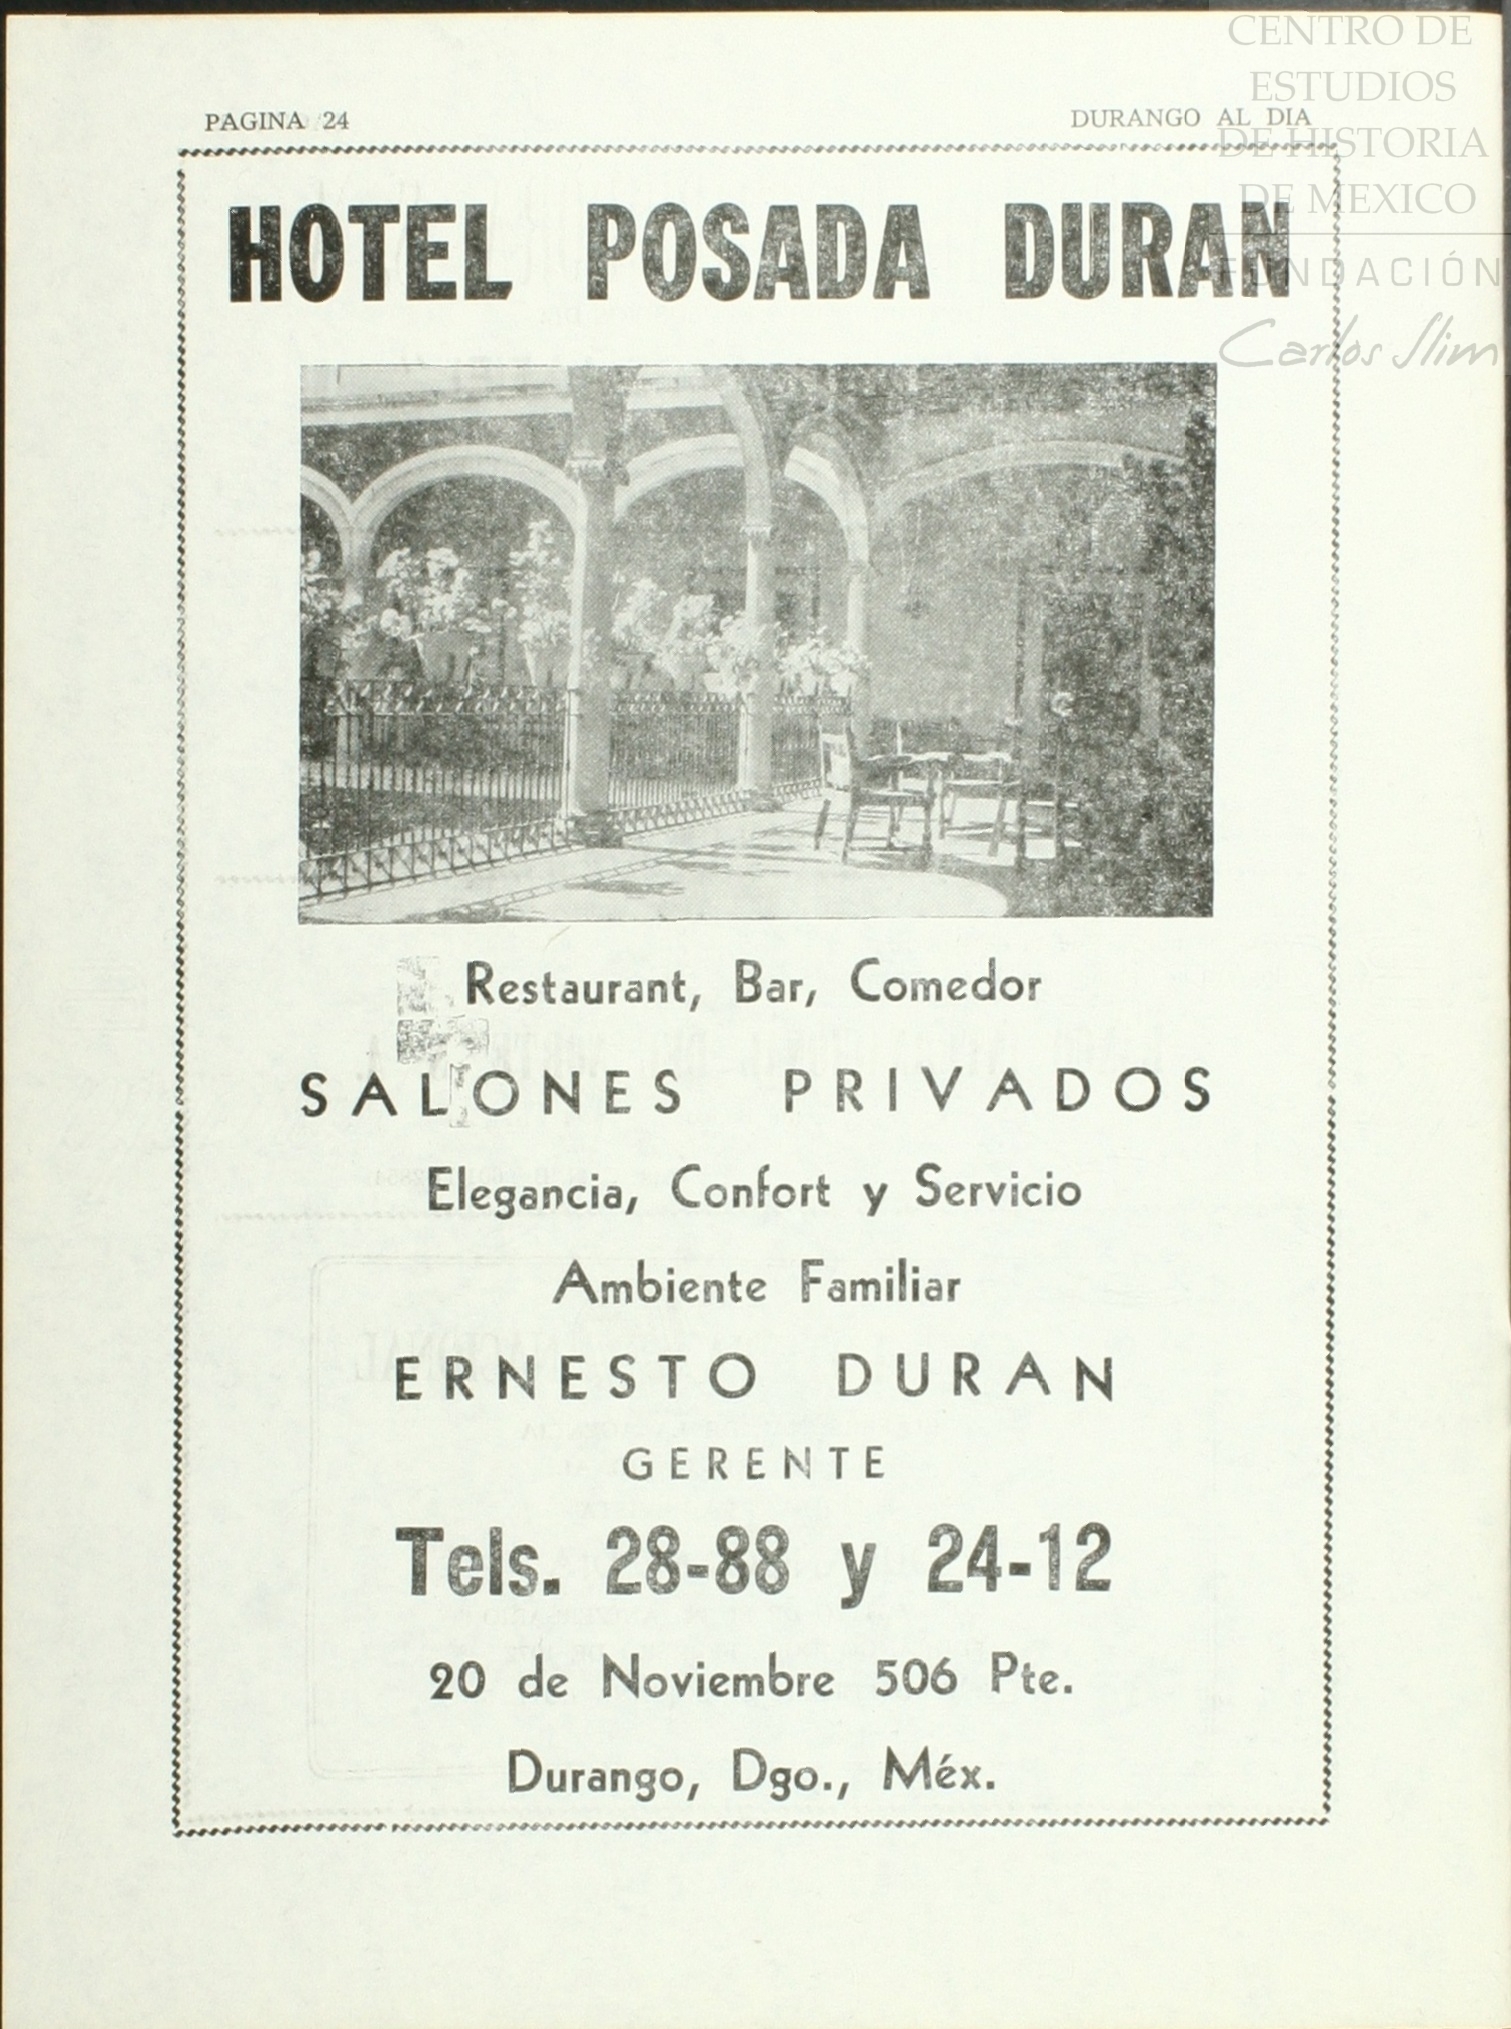 CENTRO DE
ESTUDIOS
DE HISTORIA
DE MEXICO
FUNDACIÓN
Carlos Slim
PAGINA 24
DURANGO AL DIA
HOTEL POSADA DURAN
Restaurant, Bar, Comedor
SALONES PRIVADOS
Elegancia, Confort y Servicio
Ambiente Familiar
ERNESTO DURAN
GERENTE
Tels. 28-88 y 24-12
20 de Noviembre 506 Pte.
Durango, Dgo., Méx.